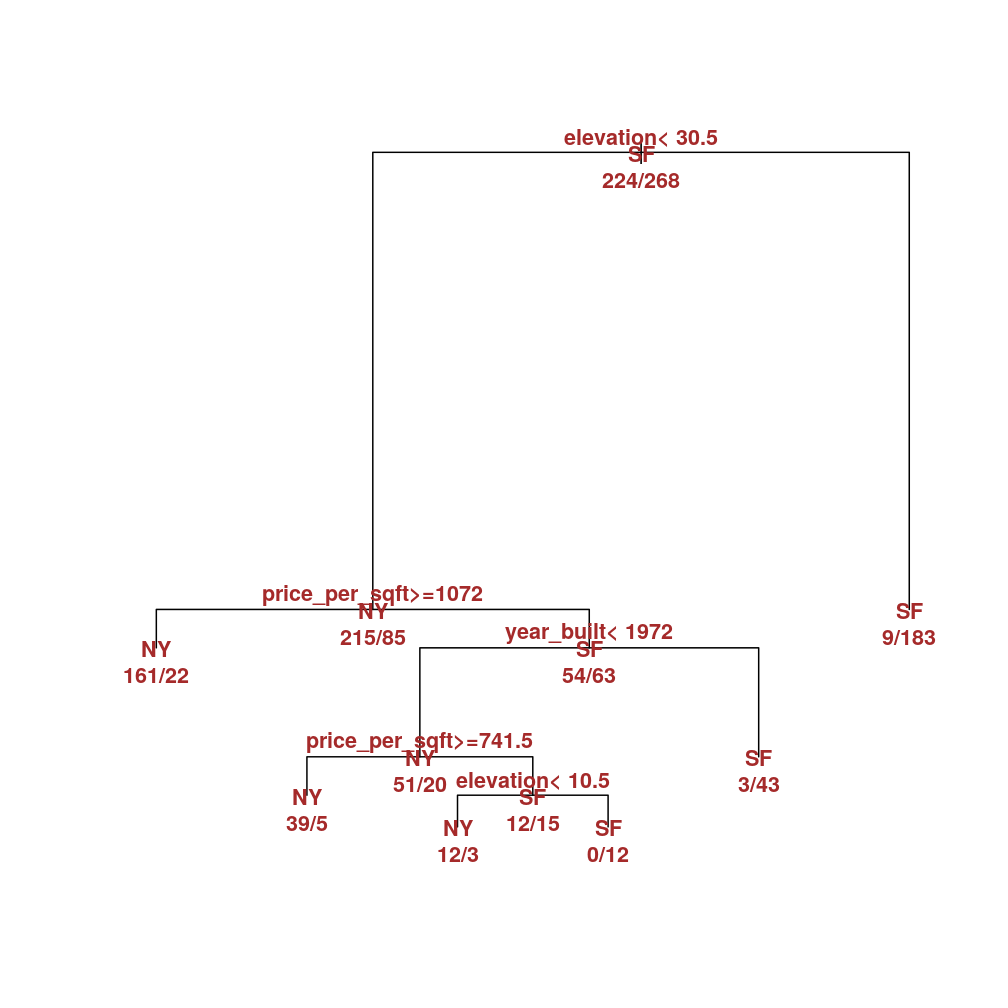 elevation< 30.5
SF
224/268
price_per_sqft>=1072
NY
215/85
SF
9/183
year_built< 1972
NY
161/22
SF
54/63
price_per_sqft>=741.5
NY
51/20
SF
3/43
elevation< 10.5
NY
39/5
SF
12/15
NY
12/3
SF
0/12